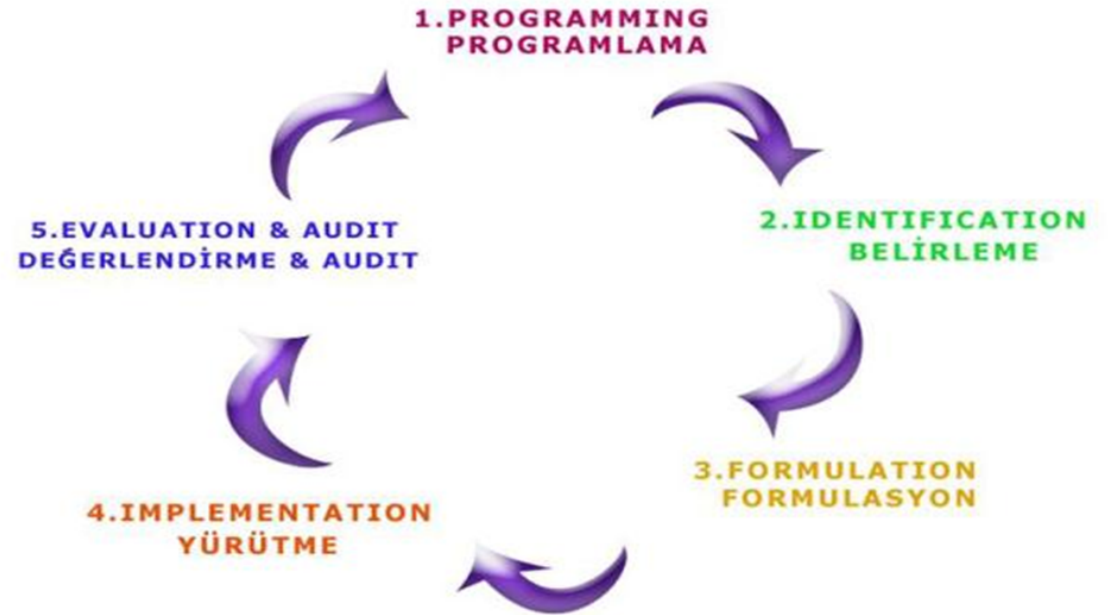 1.PROGRAMMING
PROGRAMLAMA
2.IDENTIFICATION
BELİRLEME
3.FORMULATION
FORMULASYON
4.IMPLEMENTATION
YÜRÜTME
5.EVALUATION & AUDIT
DEĞERLENDİRME & AUDIT